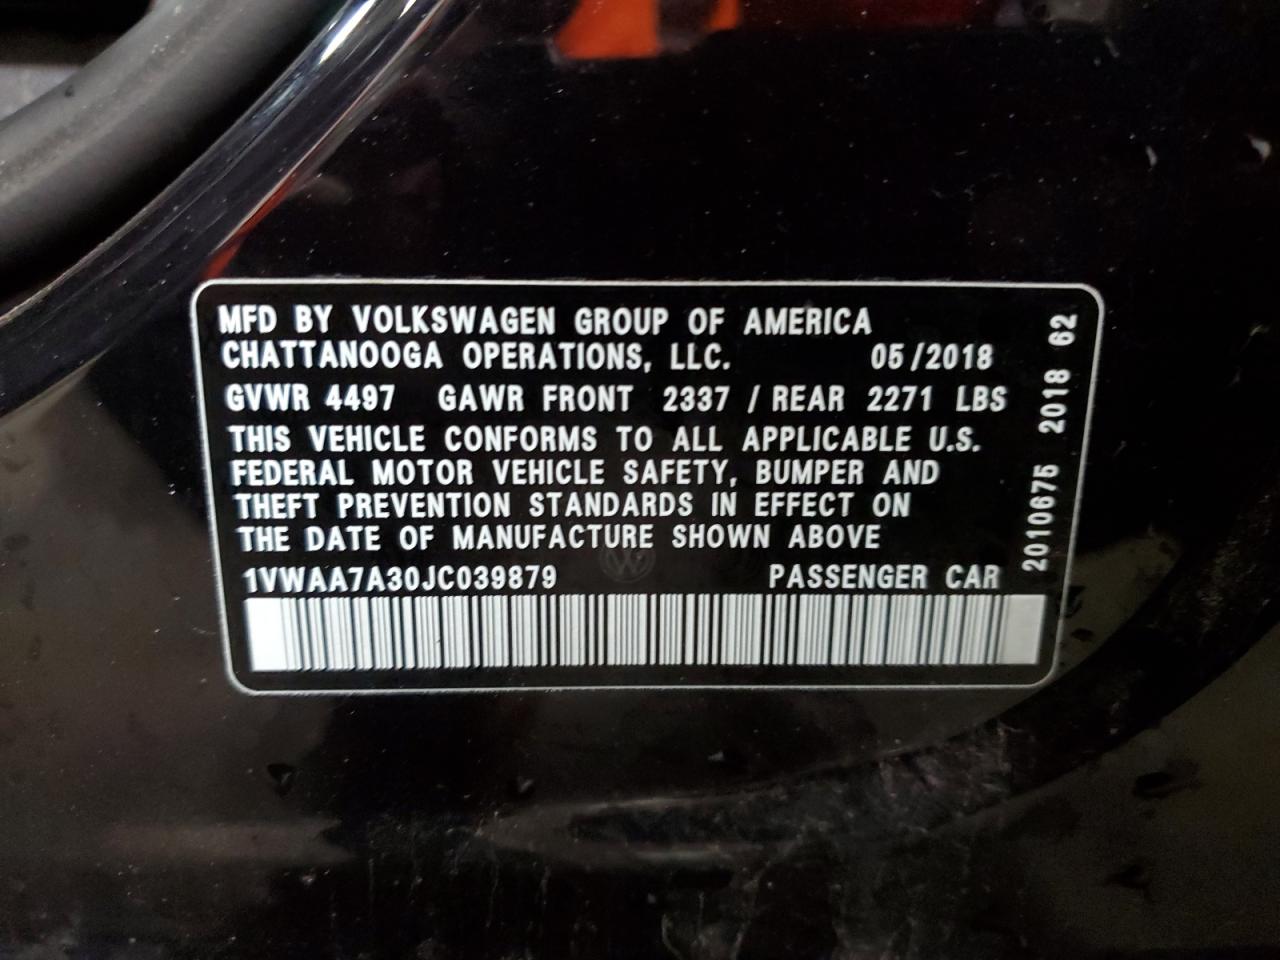 MFD BY VOLKSWAGEN GROUP OF AMERICA
CHATTANOOGA OPERATIONS, LLC. 05/2018
GVWR 4497 GAWR FRONT 2337 / REAR 2271 LBS
THIS VEHICLE CONFORMS TO ALL APPLICABLE U.S.
FEDERAL MOTOR VEHICLE SAFETY, BUMPER AND
THEFT PREVENTION STANDARDS IN EFFECT ON
THE DATE OF MANUFACTURE SHOWN ABOVE
1VWAA7A30JC039879 PASSENGER CAR
2010675 2018 62